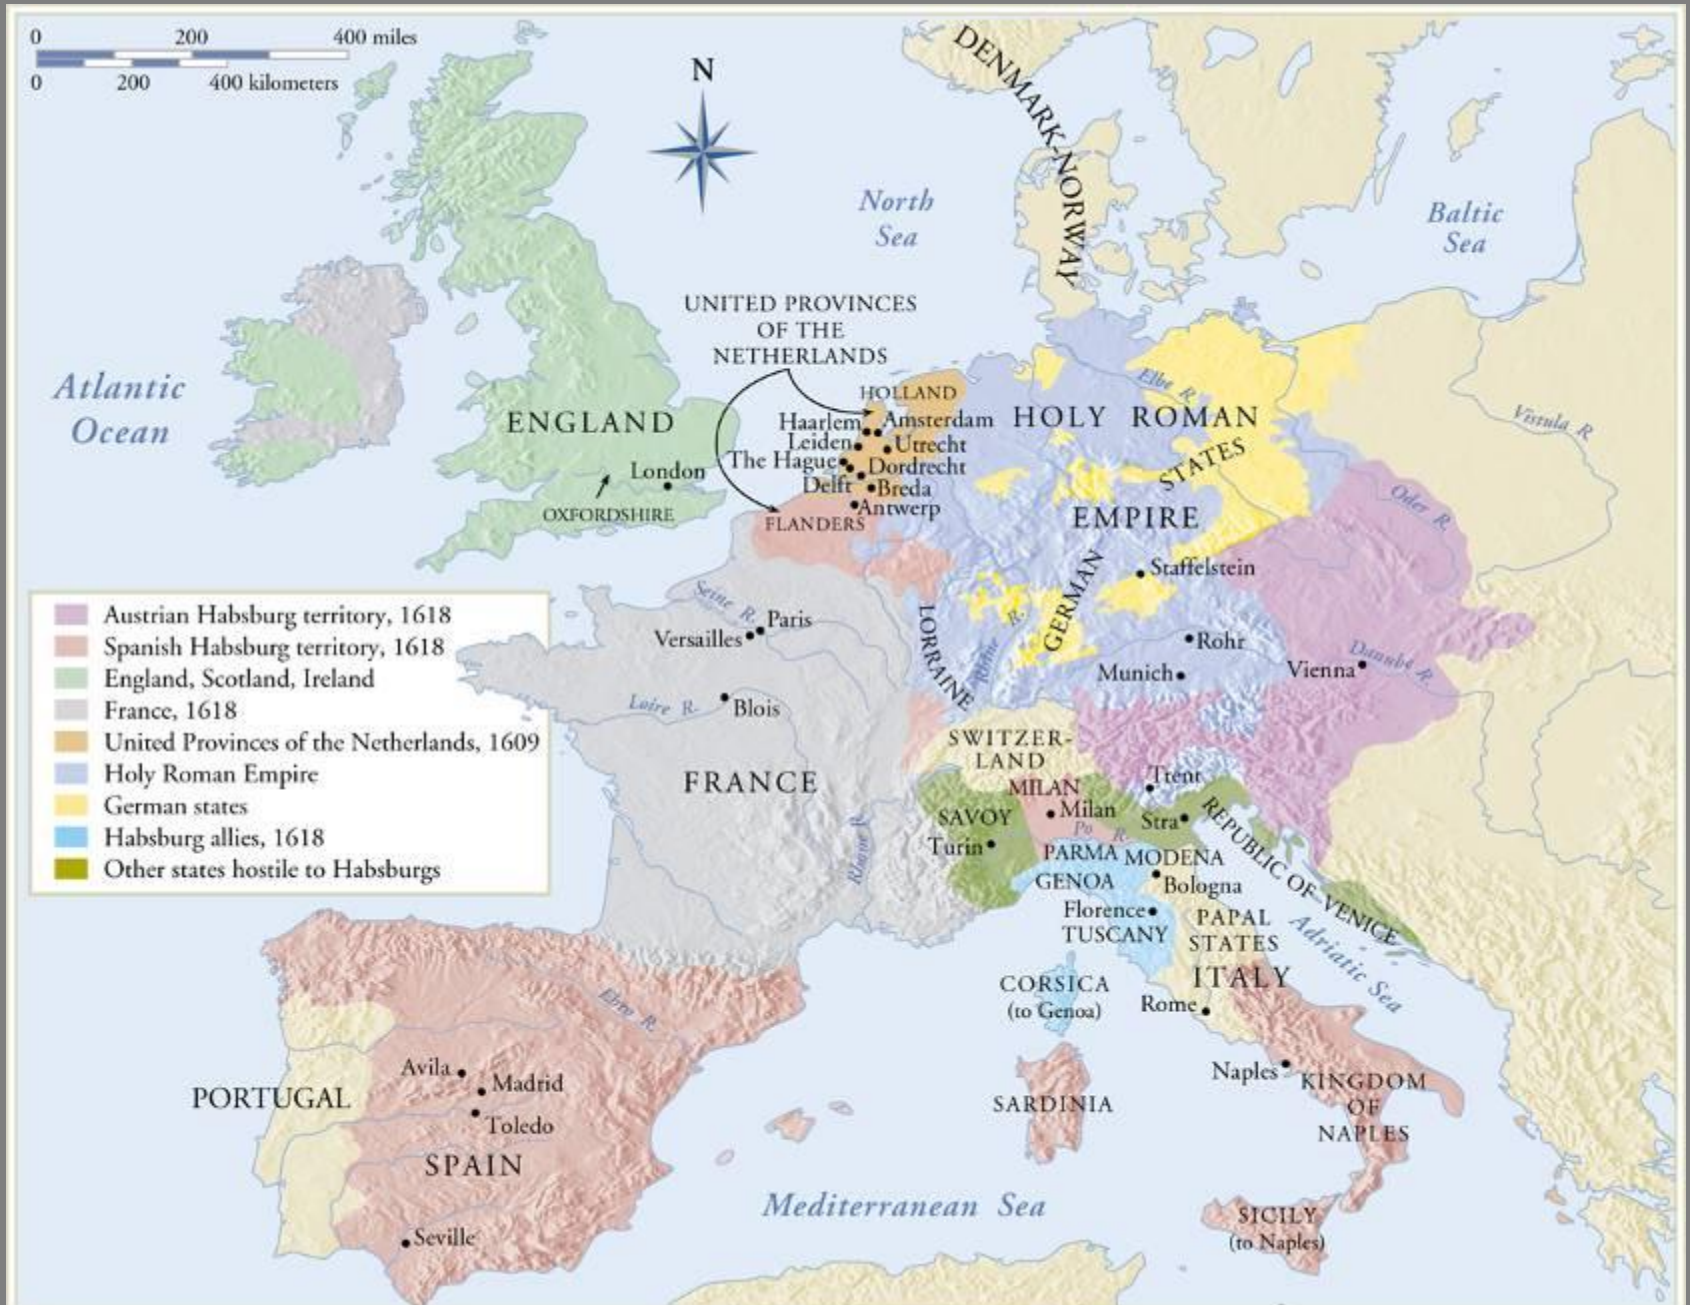 0 200 400 miles
0 200 400 kilometers
N
DENMARK-NORWAY
North
Sea
Baltic
Sea
Atlantic
Ocean
UNITED PROVINCES
OF THE
NETHERLANDS
HOLLAND
Haarlem
Amsterdam
Leiden
Utrecht
The Hague
Dordrecht
Delft
Breda
Antwerp
FLANDERS
ENGLAND
London
OXFORDSHIRE
HOLY ROMAN
EMPIRE
GERMAN
STATES
Elbe R.
Vistula R
Oder R.
Staffelstein
Rohr
Munich
Vienna
Danube R.
Rhine R.
LORRAINE
Seine R.
Paris
Versailles
Loire R.
Blois
FRANCE
Rhône R.
Austrian Habsburg territory, 1618
Spanish Habsburg territory, 1618
England, Scotland, Ireland
France, 1618
United Provinces of the Netherlands, 1609
Holy Roman Empire
German states
Habsburg allies, 1618
Other states hostile to Habsburgs
SWITZER-
LAND
MILAN
Milan
Trent
SAVOY
Turin
Po R.
Stra
REPUBLIC OF VENICE
PARMA
MODENA
GENOA
Bologna
Florence
TUSCANY
PAPAL
STATES
ITALY
Adriatic Sea
CORSICA
(to Genoa)
Rome
Naples
KINGDOM
OF
NAPLES
SARDINIA
SICILY
(to Naples)
Ebro R.
Avila
Madrid
Toledo
PORTUGAL
SPAIN
Seville
Mediterranean Sea